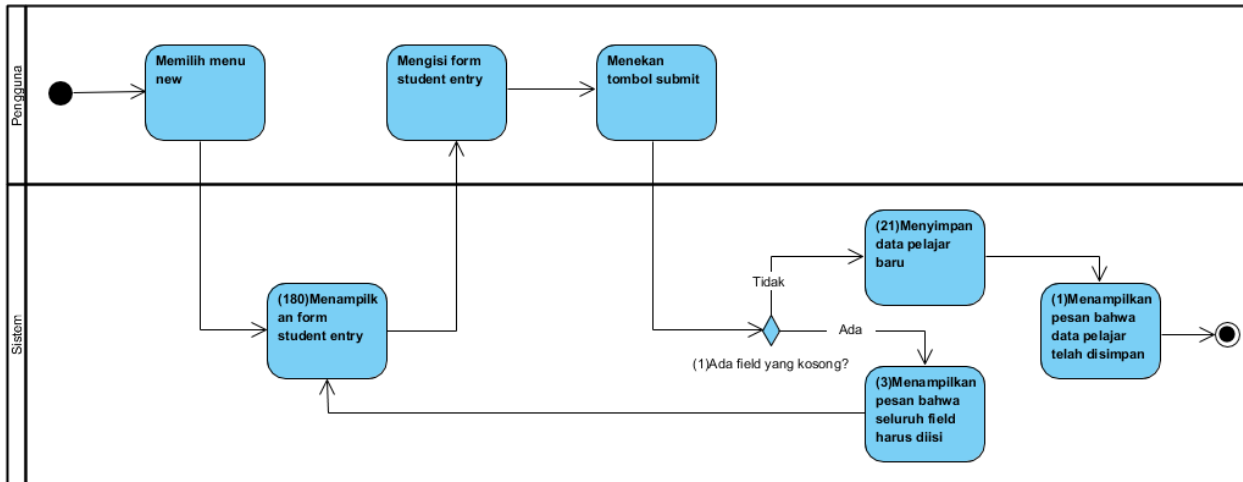 Pengguna
Memilih menu
new
Mengisi form
student entry
Menekan
tombol submit
Sistem
(180)Menampilk
an form
student entry
(1)Ada field yang kosong?
Tidak
Ada
(21)Menyimpan
data pelajar
baru
(3)Menampilkan
pesan bahwa
seluruh field
harus diisi
(1)Menampilkan
pesan bahwa
data pelajar
telah disimpan